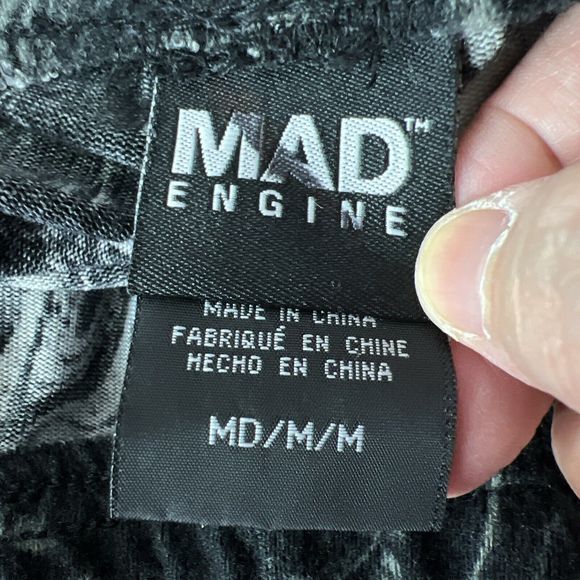 MAD™
ENGINE
MADE IN CHINA
FABRIQUÉ EN CHINE
HECHO EN CHINA
MD/M/M